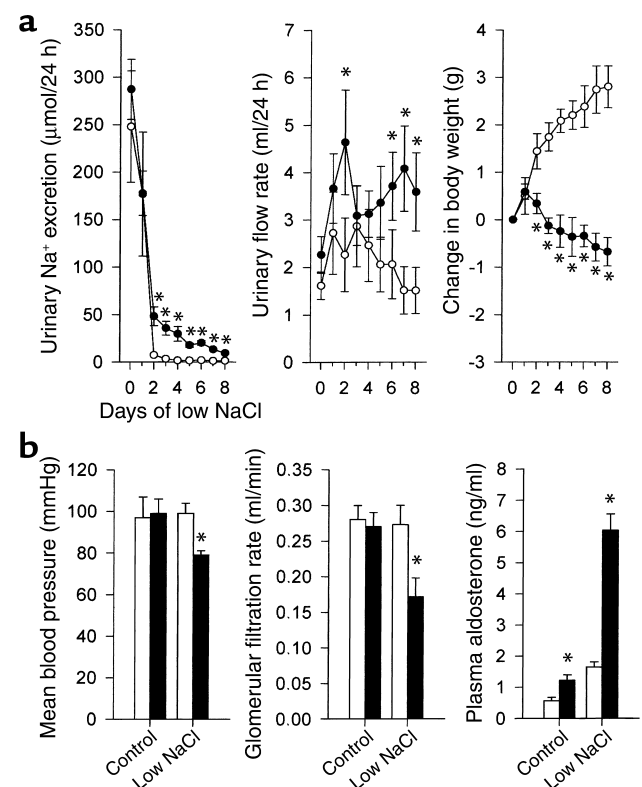 a
Urinary Na⁺ excretion (μmol/24 h)
350
300
250
200
150
100
50
0
* * * * * * *
0 2 4 6 8
Days of low NaCl
Urinary flow rate (ml/24 h)
7
6
5
4
3
2
1
0
* * * *
0 2 4 6 8
Change in body weight (g)
4
3
2
1
0
-1
-2
-3
* * * * * * *
0 2 4 6 8
b
Mean blood pressure (mmHg)
120
100
80
60
40
20
0
*
Control
Low NaCl
Glomerular filtration rate (ml/min)
0.35
0.30
0.25
0.20
0.15
0.10
0.05
0.00
*
Control
Low NaCl
Plasma aldosterone (ng/ml)
8
7
6
5
4
3
2
1
0
* *
Control
Low NaCl